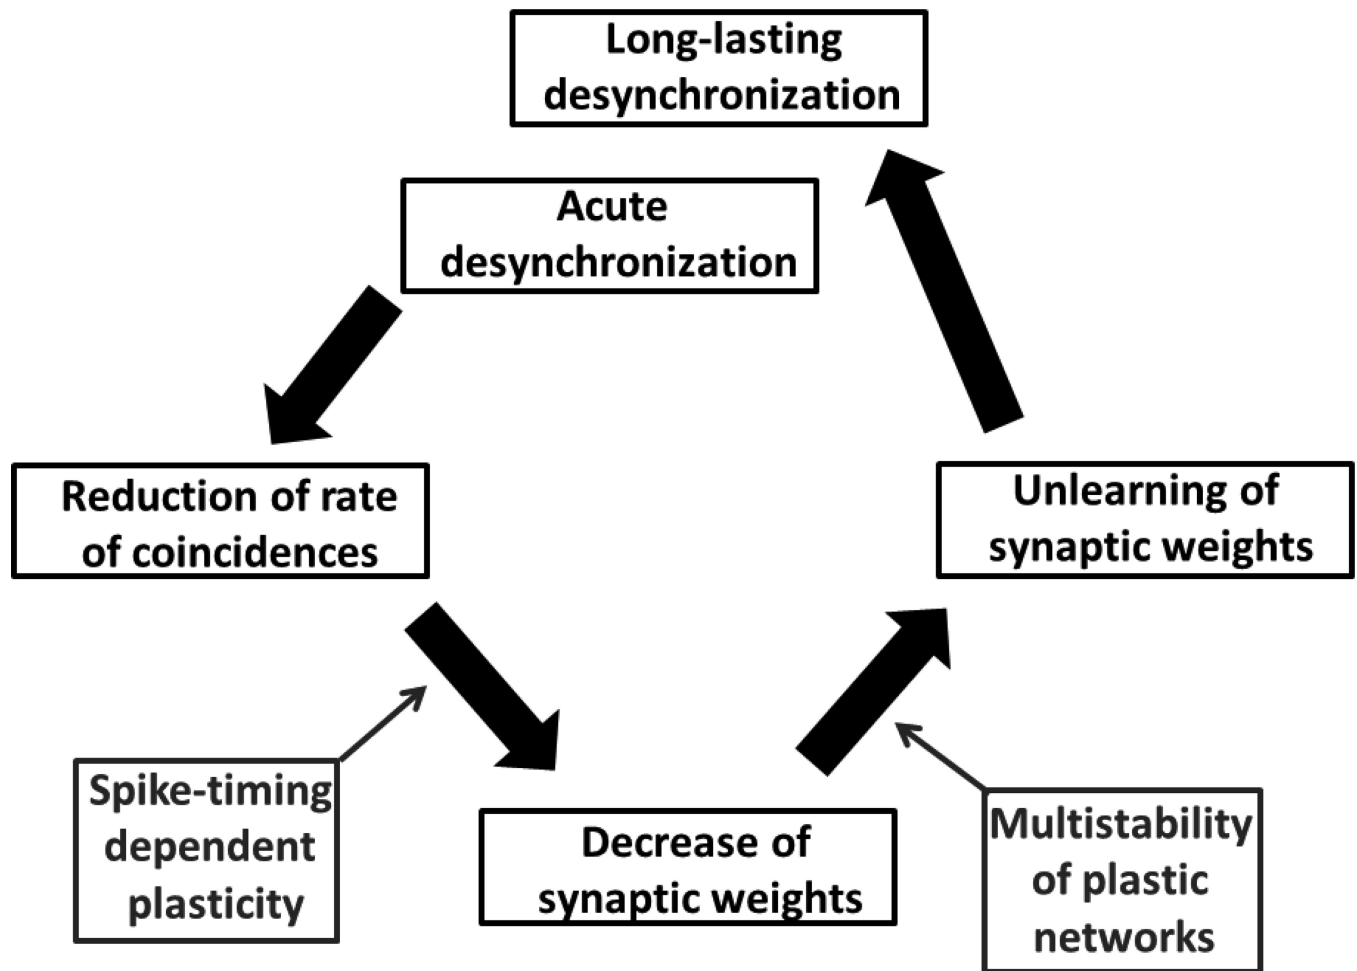 Long-lasting
desynchronization
Acute
desynchronization
Reduction of rate
of coincidences
Unlearning of
synaptic weights
Spike-timing
dependent
plasticity
Decrease of
synaptic weights
Multistability
of plastic
networks